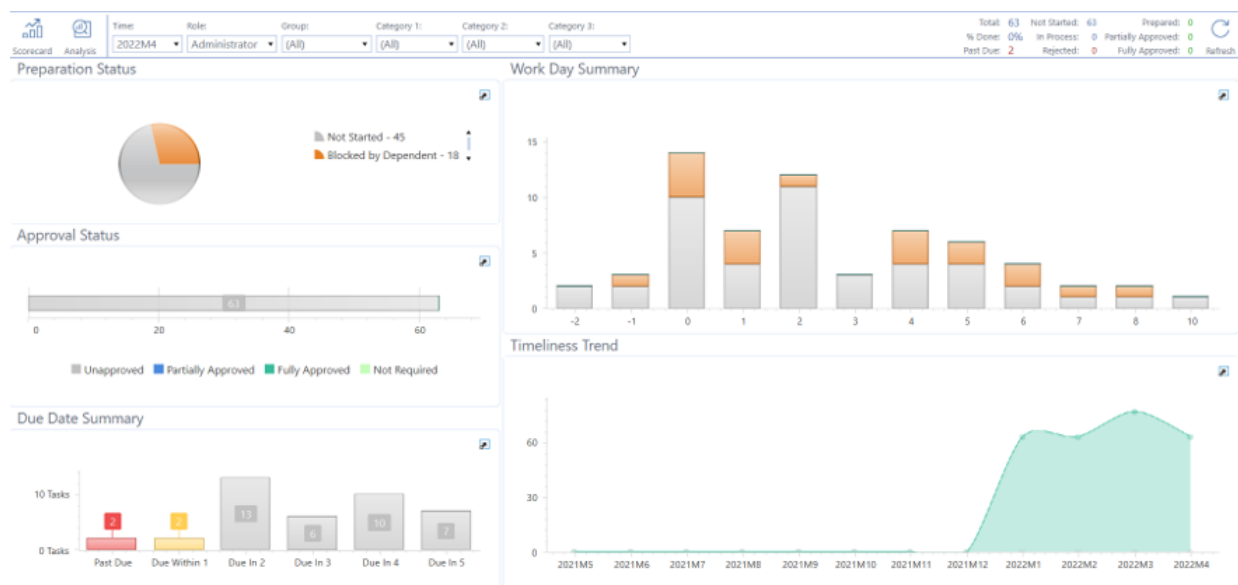 Time: Role: Group: Category 1: Category 2: Category 3:
2022M4 Administrator (All) (All) (All) (All)
Scorecard Analysis
Total: 63 Not Started: 63 Prepared: 0
% Done: 0% In Process: 0 Partially Approved: 0
Past Due: 2 Rejected: 0 Fully Approved: 0 Refresh
Preparation Status
Not Started - 45
Blocked by Dependent - 18
Approval Status
63
0 20 40 60
Unapproved Partially Approved Fully Approved Not Required
Due Date Summary
10 Tasks
0 Tasks
2 2 13 6 10 7
Past Due Due Within 1 Due In 2 Due In 3 Due In 4 Due In 5
Work Day Summary
15
10
5
0
-2 -1 0 1 2 3 4 5 6 7 8 10
Timeliness Trend
60
30
0
2021M5 2021M6 2021M7 2021M8 2021M9 2021M10 2021M11 2021M12 2022M1 2022M2 2022M3 2022M4